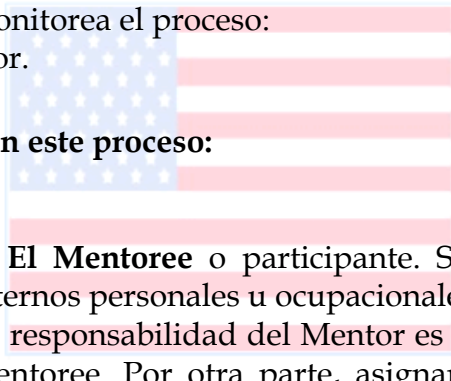 onitorea el proceso:
or.
n este proceso:
El Mentoree o participante. S
ternos personales u ocupacionale
responsabilidad del Mentor es
entoree. Por otra parte, asignar